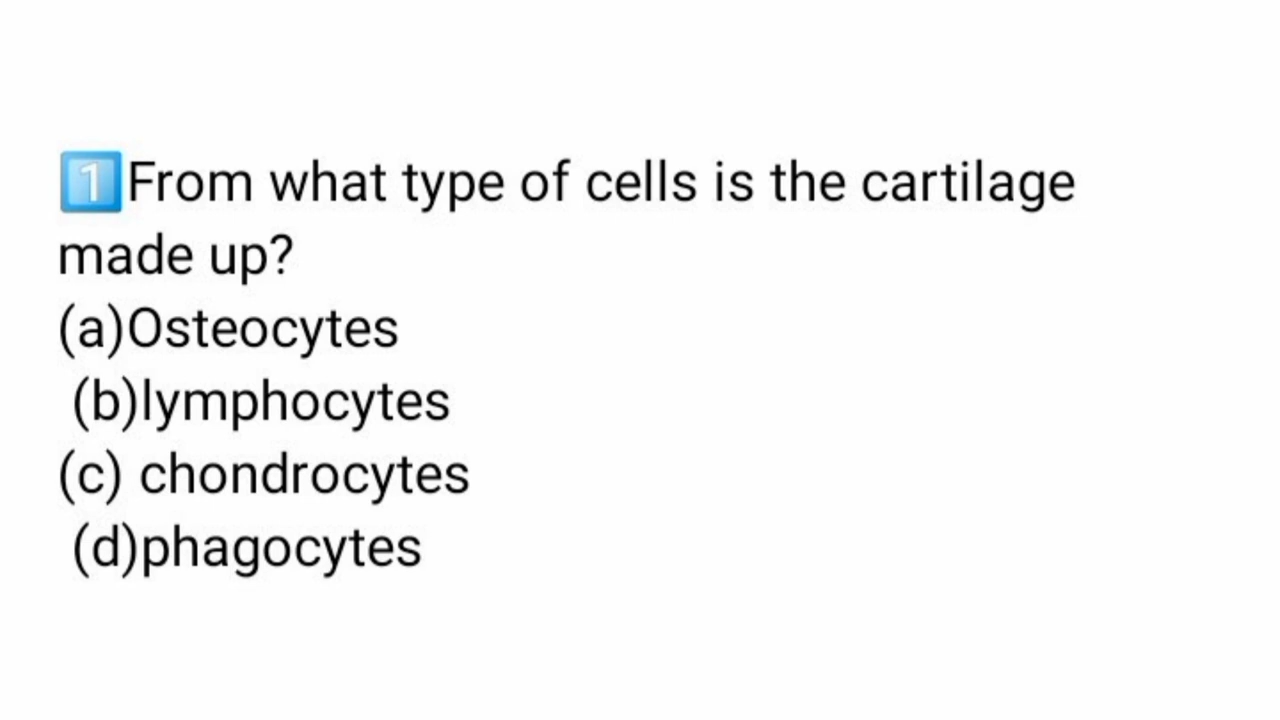 1️⃣From what type of cells is the cartilage
made up?
(a)Osteocytes
(b)lymphocytes
(c) chondrocytes
(d)phagocytes